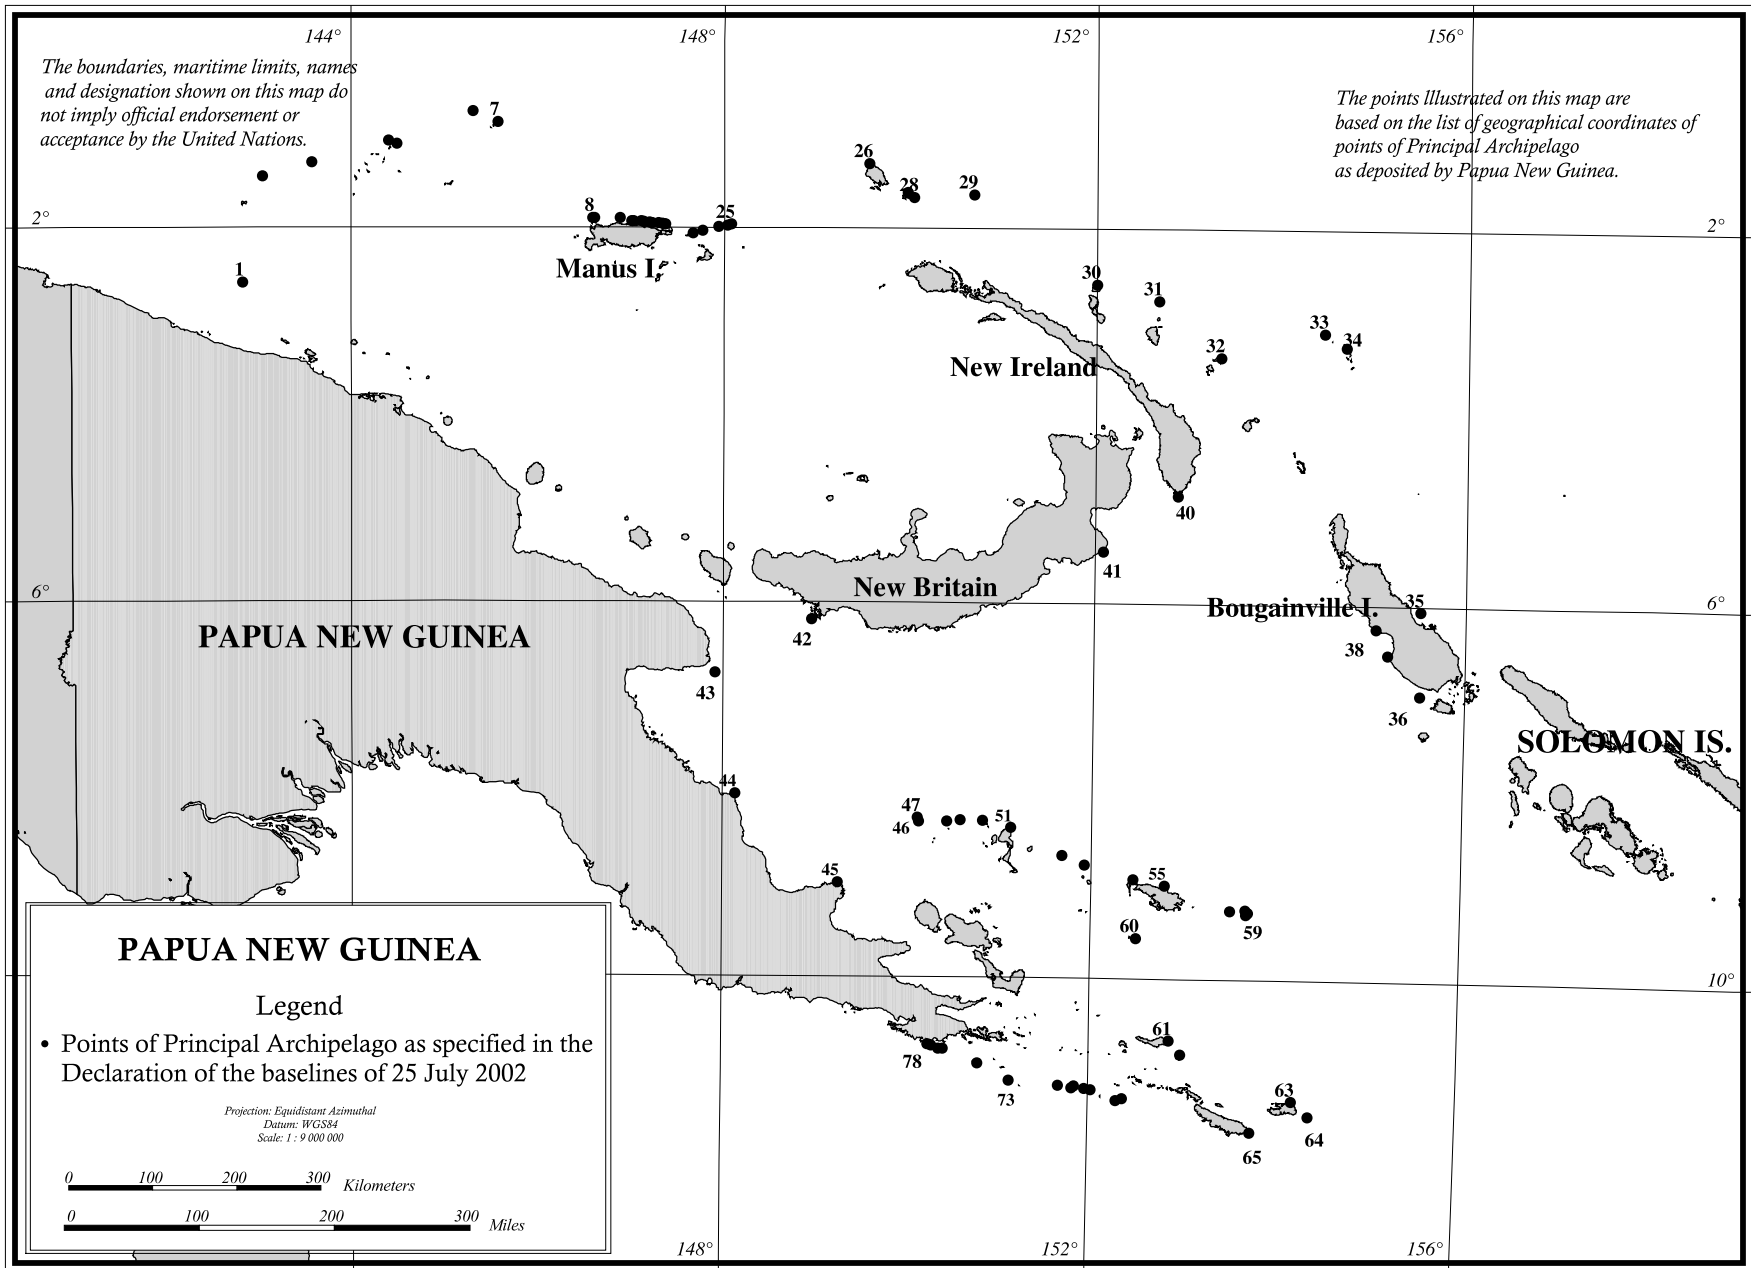 144°
148°
152°
156°
The boundaries, maritime limits, names
and designation shown on this map do
not imply official endorsement or
acceptance by the United Nations.
The points lllustrated on this map are
based on the list of geographical coordinates of
points of Principal Archipelago
as deposited by Papua New Guinea.
7
26
28
29
8
25
2°
2°
1
Manus I.
30
31
32
33
34
New Ireland
40
41
New Britain
6°
6°
Bougainville I.
35
42
38
43
36
PAPUA NEW GUINEA
SOLOMON IS.
44
47
46
51
45
55
60
59
10°
61
78
73
63
64
65
PAPUA NEW GUINEA
Legend
• Points of Principal Archipelago as specified in the
Declaration of the baselines of 25 July 2002
Projection: Equidistant Azimuthal
Datum: WGS84
Scale: 1 : 9 000 000
0 100 200 300 Kilometers
0 100 200 300 Miles
148°
152°
156°